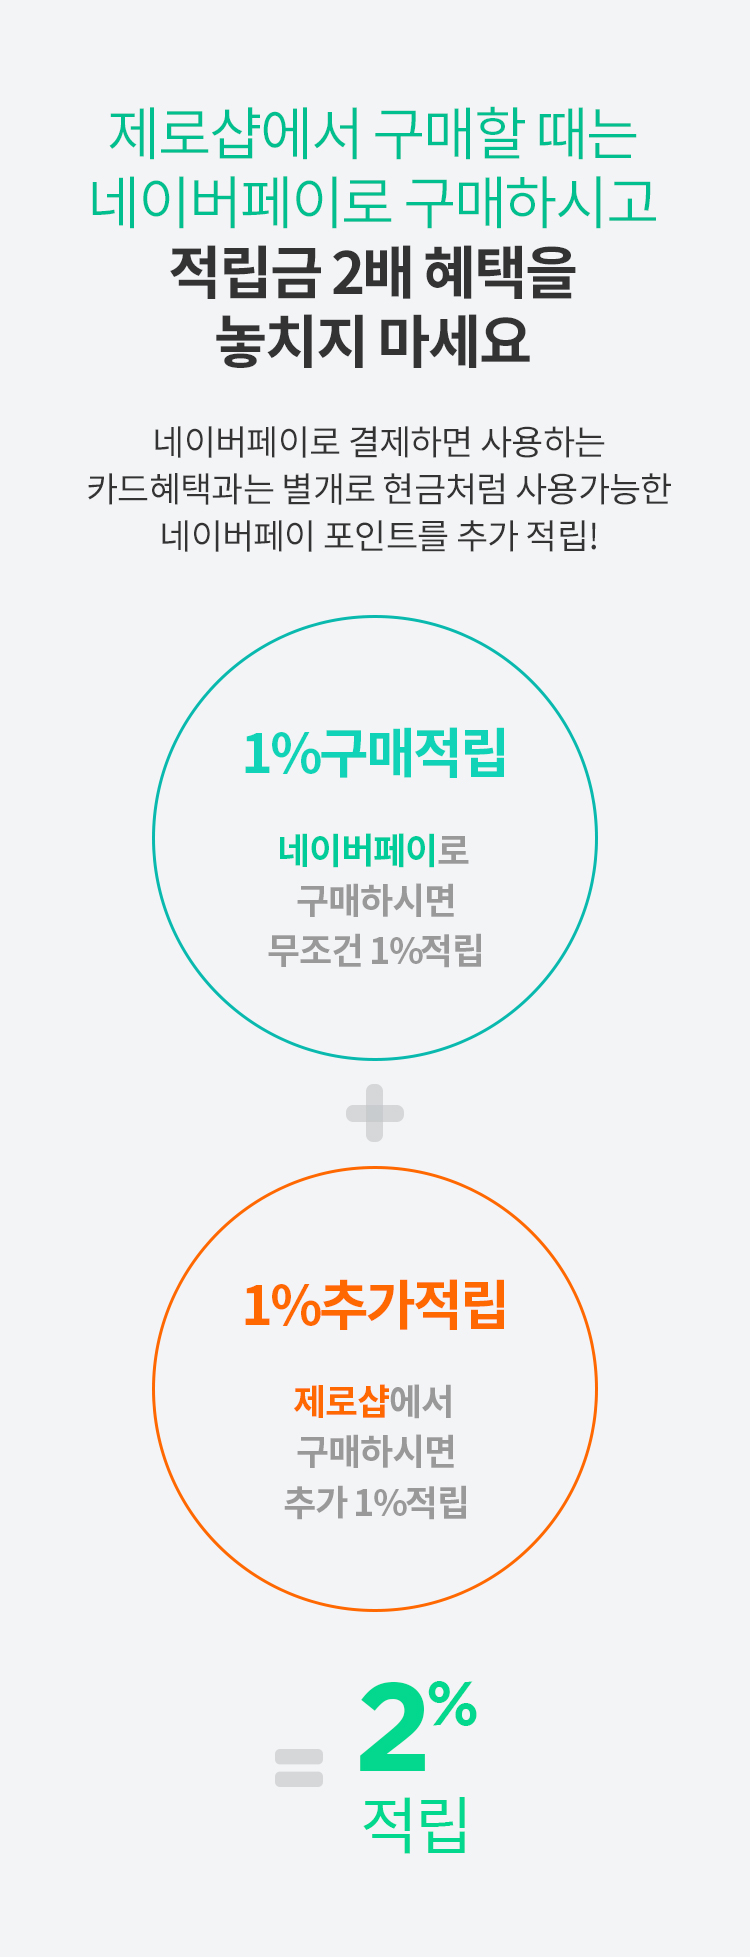 제로샵에서 구매할 때는
네이버페이로 구매하시고
적립금 2배 혜택을
놓치지 마세요
네이버페이로 결제하면 사용하는
카드혜택과는 별개로 현금처럼 사용가능한
네이버페이 포인트를 추가 적립!
1%구매적립
네이버페이로
구매하시면
무조건 1%적립
+
1%추가적립
제로샵에서
구매하시면
추가 1%적립
= 2%
적립